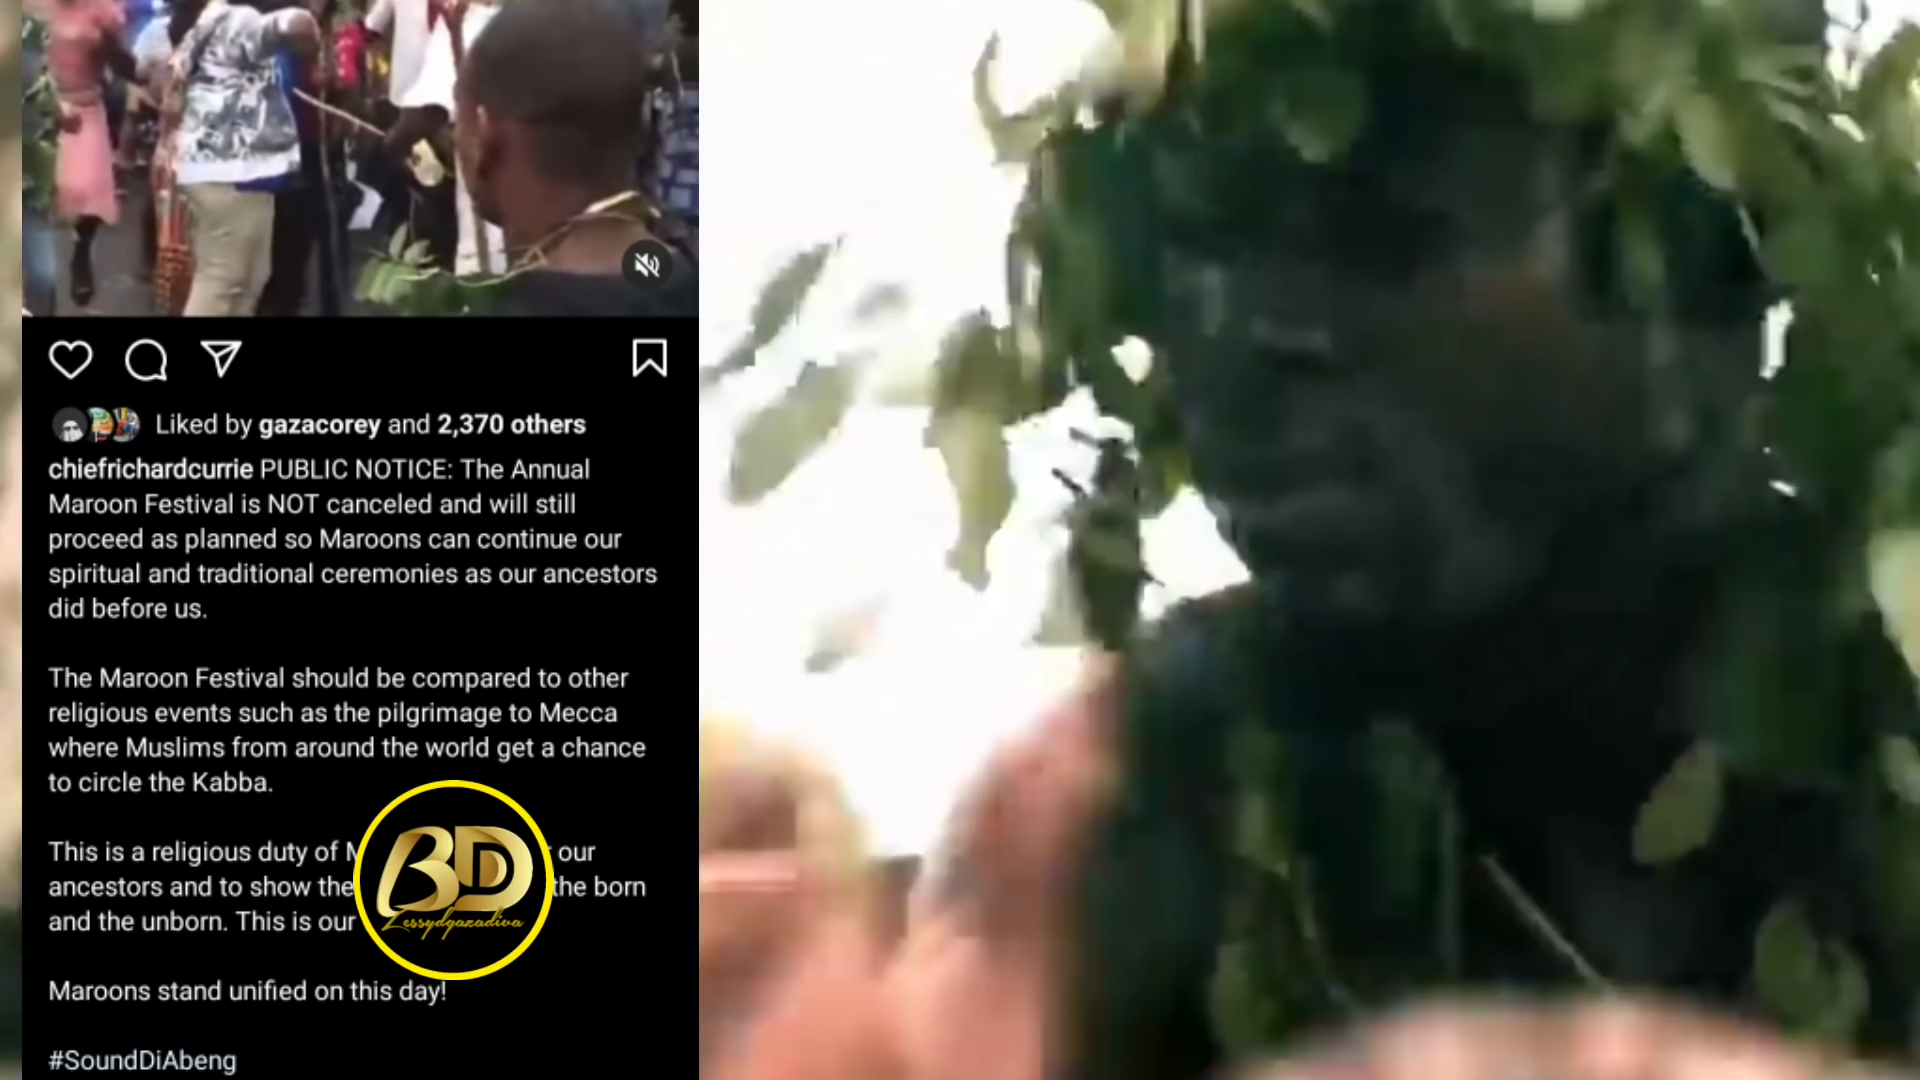 Liked by gazacorey and 2,370 others
chiefrichardcurrie PUBLIC NOTICE: The Annual
Maroon Festival is NOT canceled and will still
proceed as planned so Maroons can continue our
spiritual and traditional ceremonies as our ancestors
did before us.
The Maroon Festival should be compared to other
religious events such as the pilgrimage to Mecca
where Muslims from around the world get a chance
to circle the Kabba.
This is a religious duty of our
ancestors and to show the the born
and the unborn. This is our
BD
Lessydgazadiva
Maroons stand unified on this day!
#SoundDiAbeng